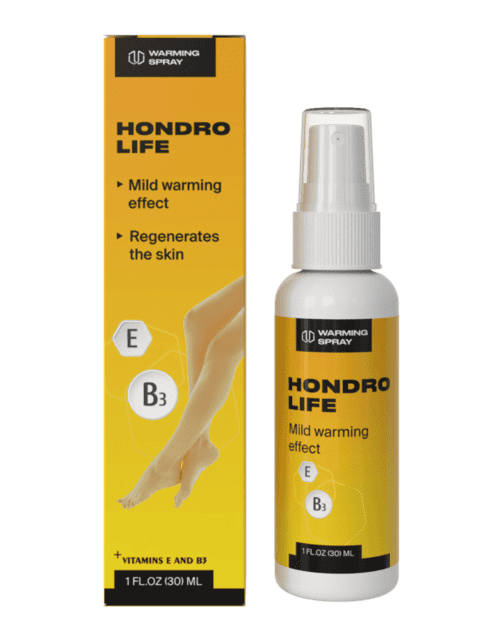 WARMING
SPRAY
HONDRO
LIFE
Mild warming
effect
Regenerates
the skin
E
B3
+VITAMINS E AND B3
1 FL.OZ (30) ML
WARMING
SPRAY
HONDRO
LIFE
Mild warming
effect
E
B3
1 FL.OZ (30) ML